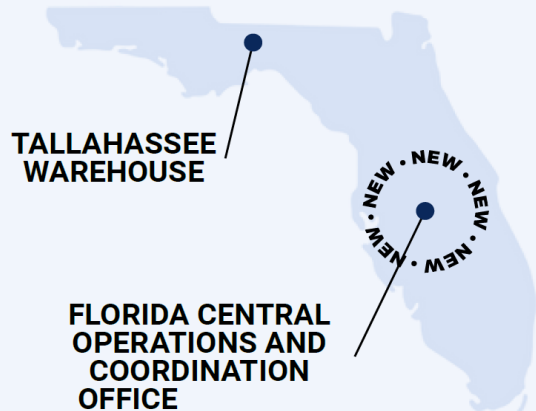 TALLAHASSEE
WAREHOUSE
NEW • NEW • NEW • NEW • NEW •
FLORIDA CENTRAL
OPERATIONS AND
COORDINATION
OFFICE